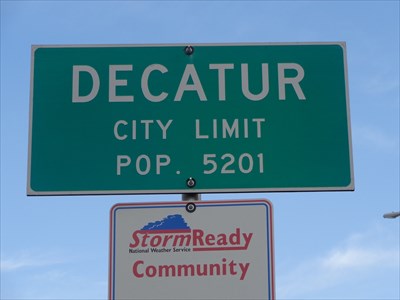 DECATUR
CITY LIMIT
POP. 5201
StormReady
National Weather Service
Community